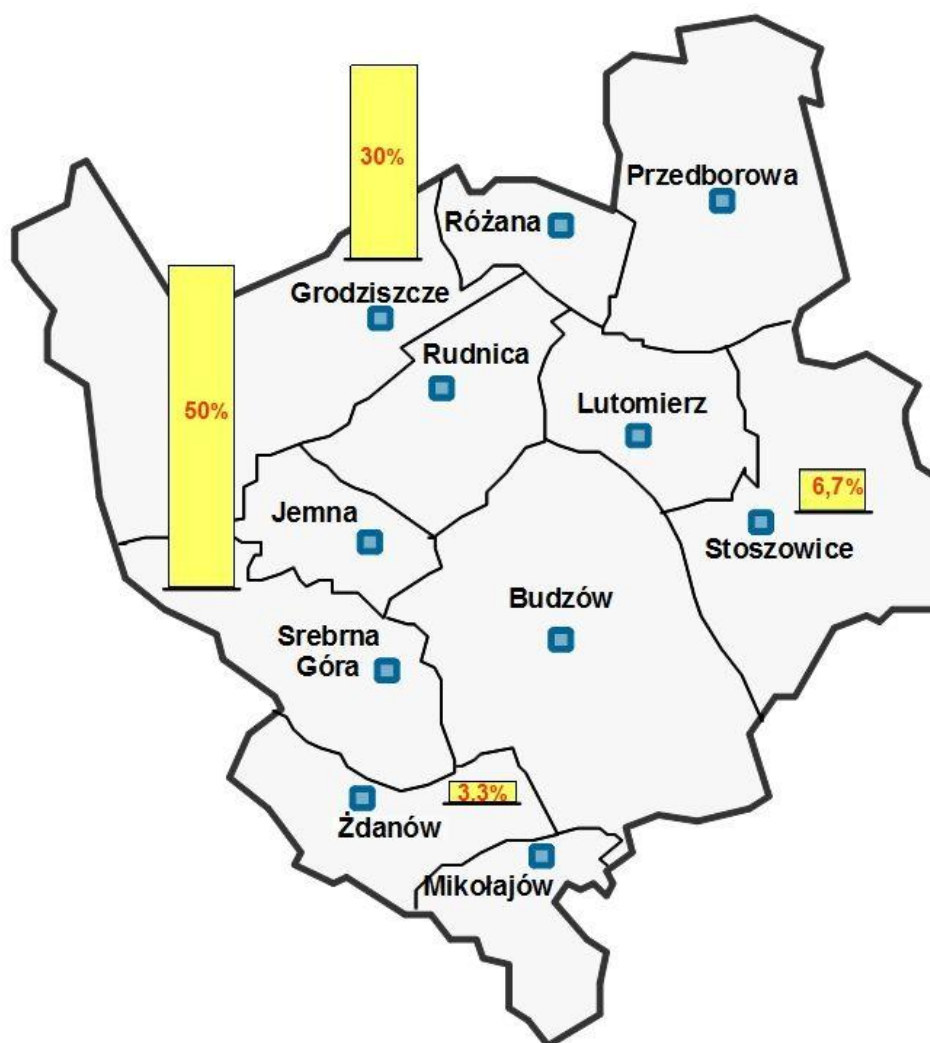 30%
Przedborowa
Różana
Grodziszcze
Rudnica
50%
Lutomierz
6,7%
Jemna
Stoszowice
Budzów
Srebrna
Góra
3,3%
Żdanów
Mikołajów